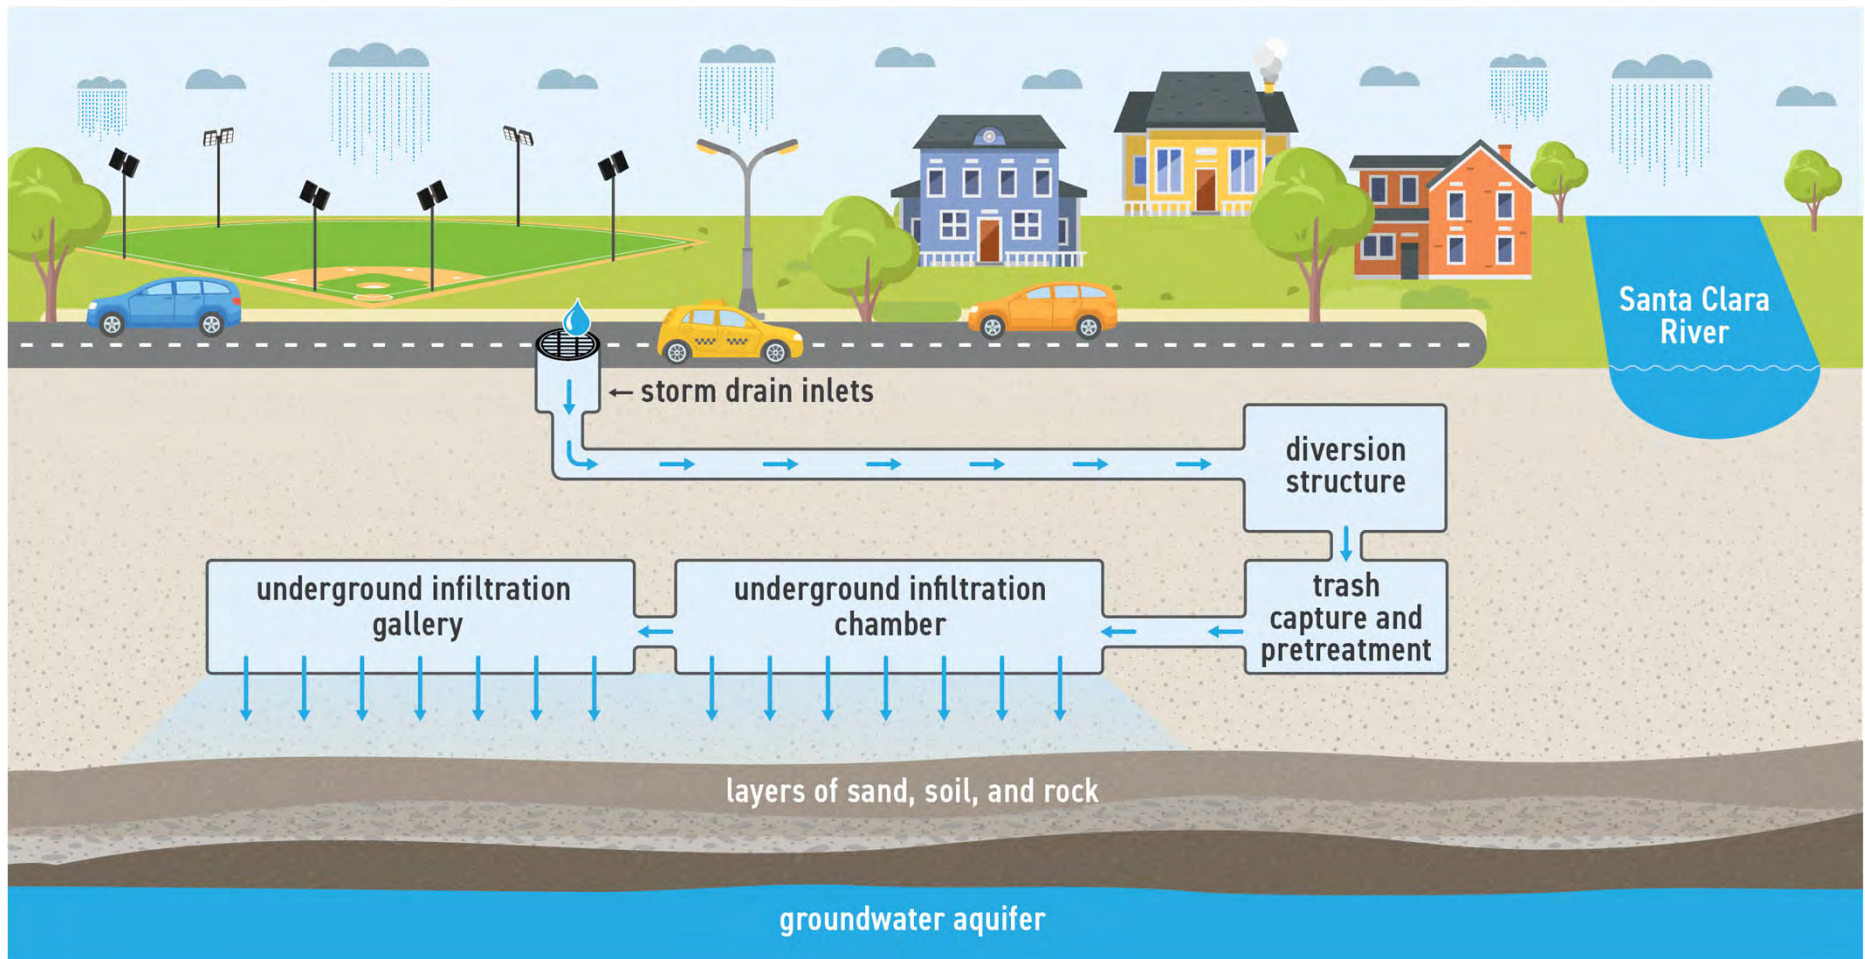 Santa Clara
River
← storm drain inlets
diversion
structure
underground infiltration
gallery
underground infiltration
chamber
trash
capture and
pretreatment
layers of sand, soil, and rock
groundwater aquifer